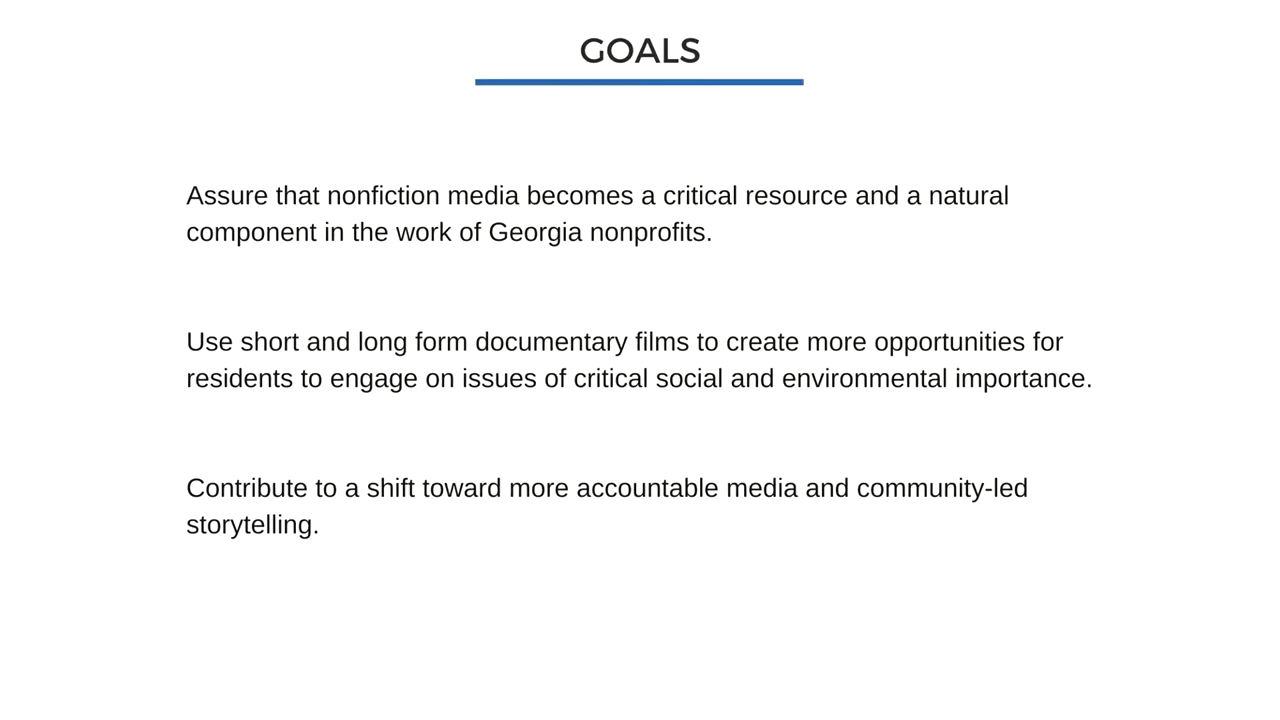 GOALS
Assure that nonfiction media becomes a critical resource and a natural
component in the work of Georgia nonprofits.
Use short and long form documentary films to create more opportunities for
residents to engage on issues of critical social and environmental importance.
Contribute to a shift toward more accountable media and community-led
storytelling.